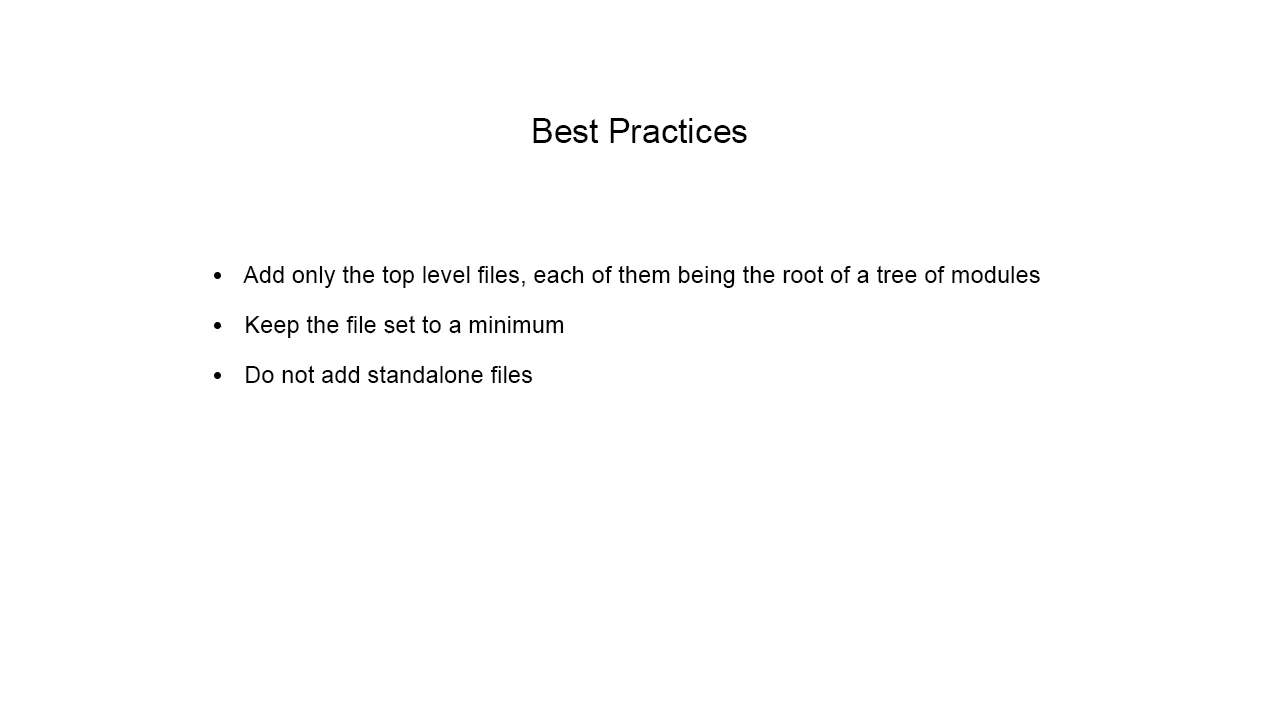 Best Practices
• Add only the top level files, each of them being the root of a tree of modules
• Keep the file set to a minimum
• Do not add standalone files